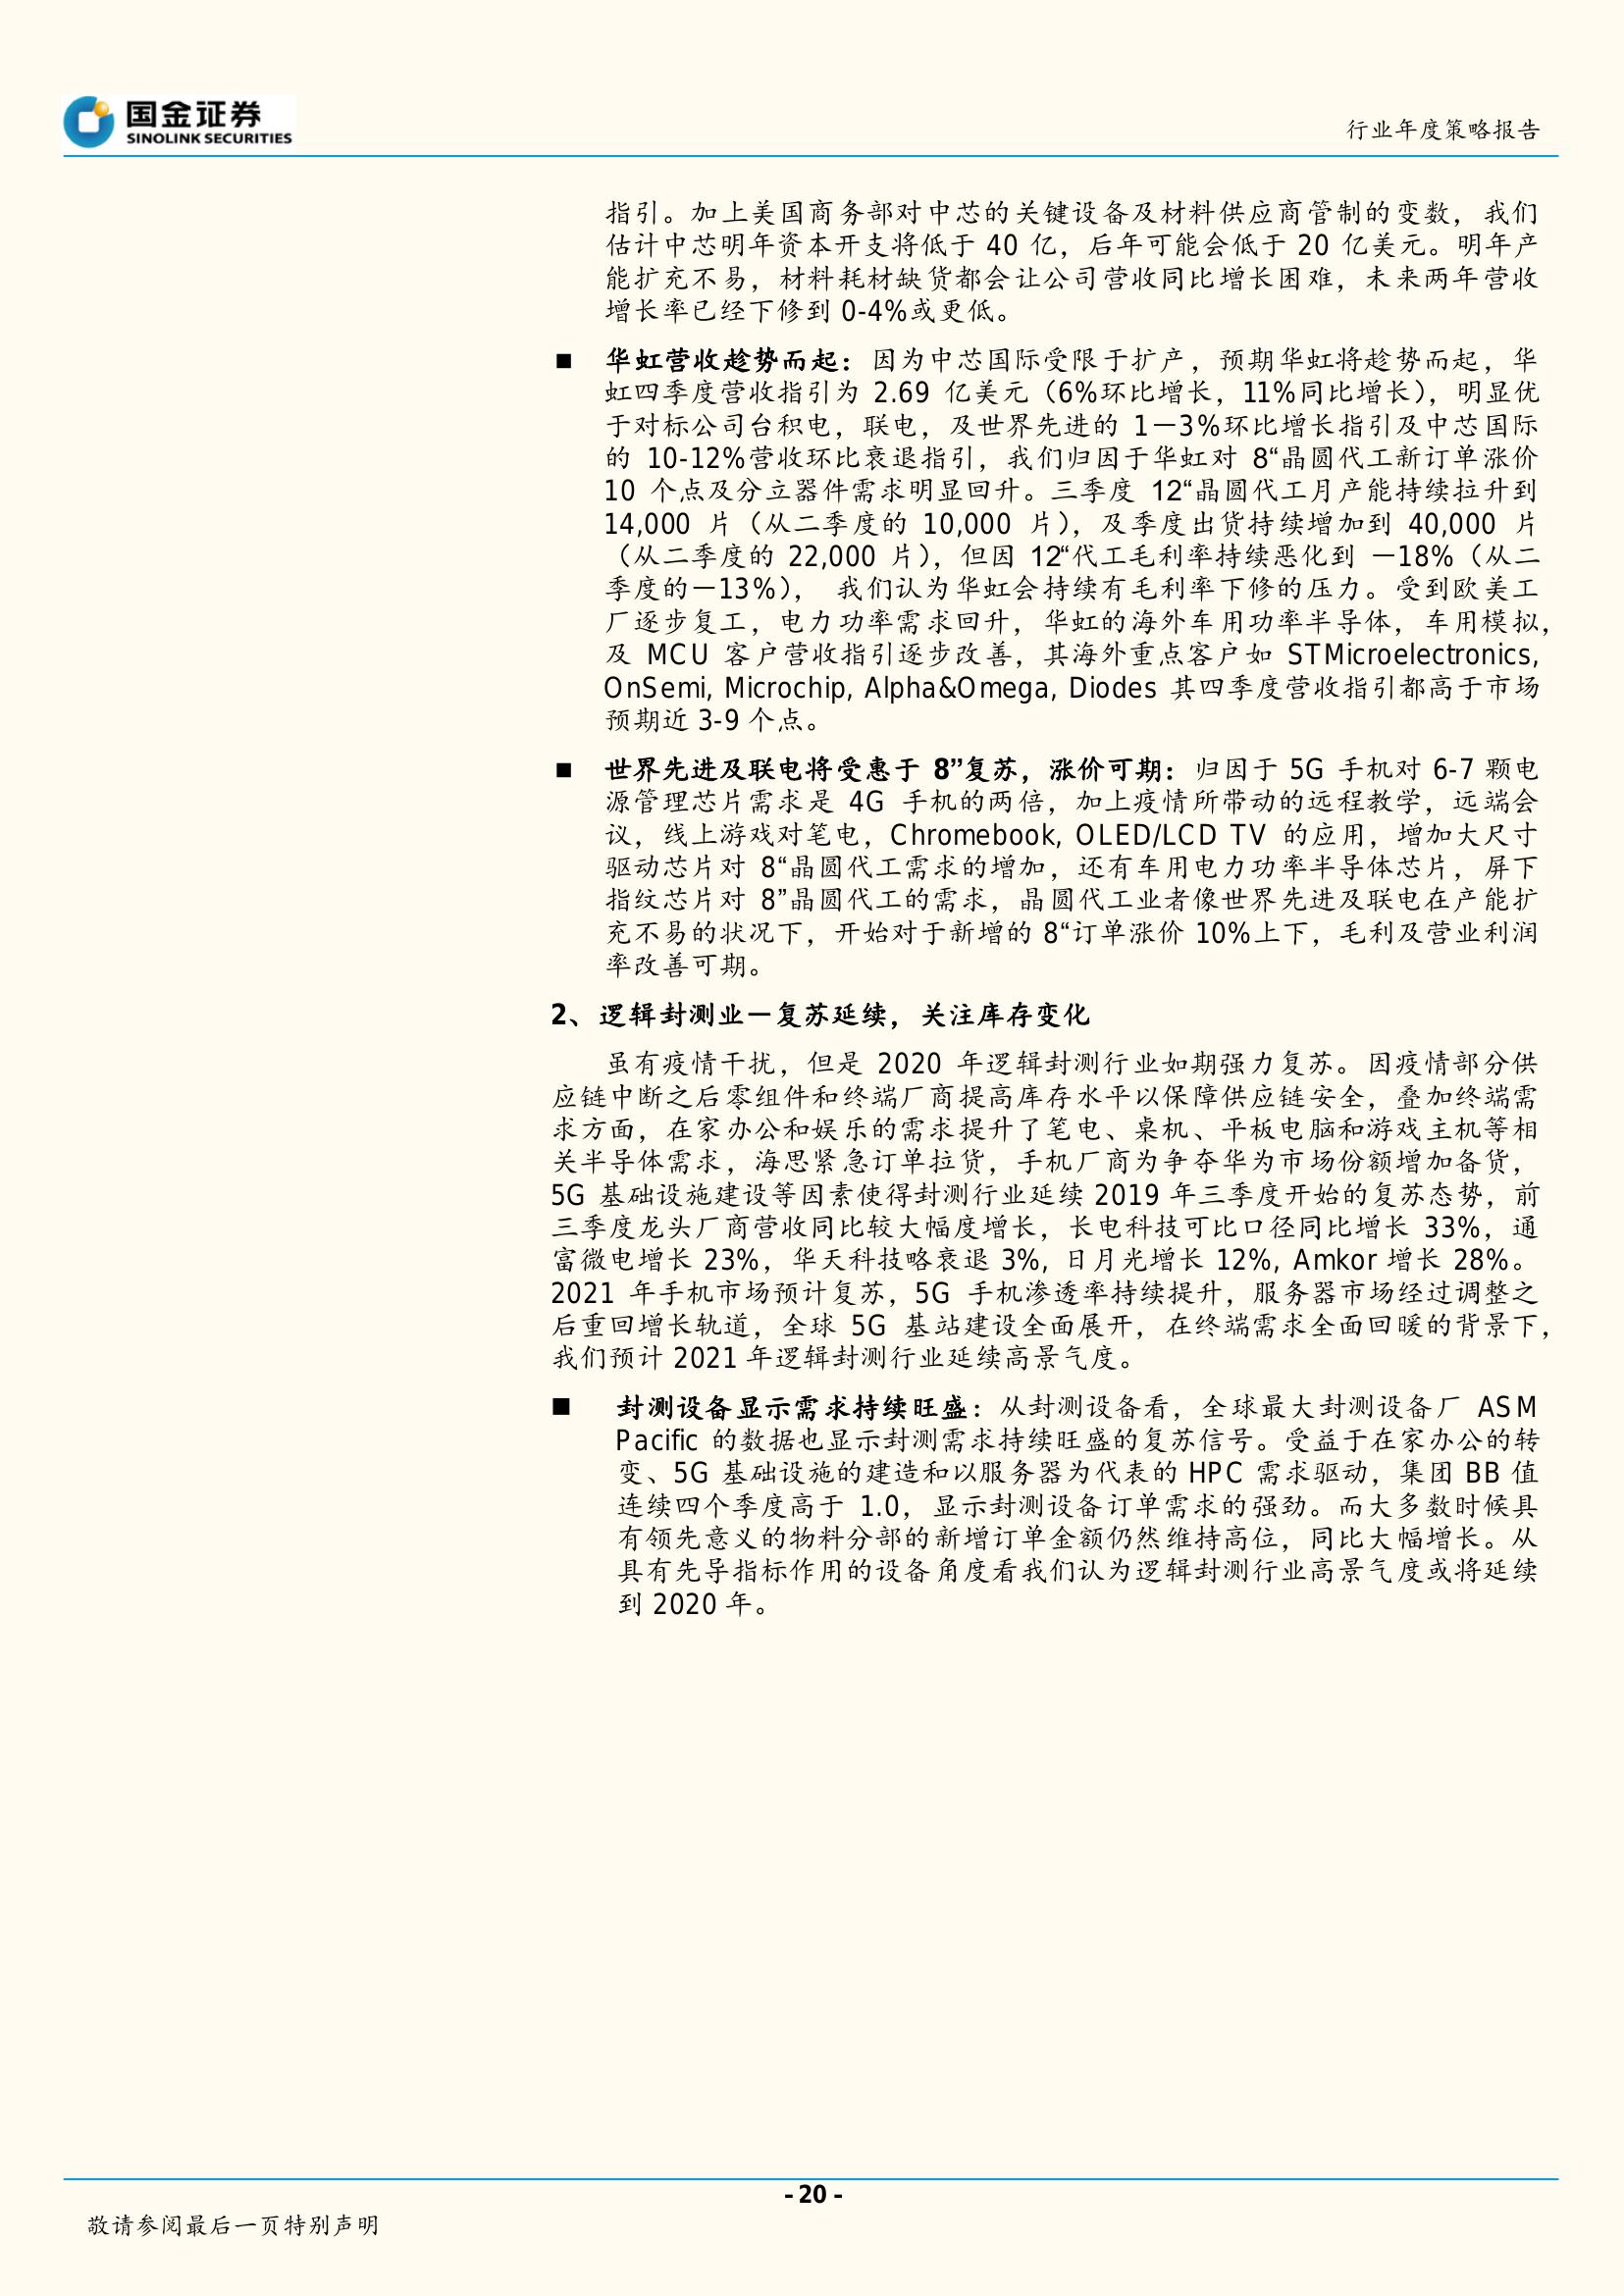 国金证券
SINOLINK SECURITIES
行业年度策略报告
指引。加上美国商务部对中芯的关键设备及材料供应商管制的变数，我们
估计中芯明年资本开支将低于 40 亿，后年可能会低于 20 亿美元。明年产
能扩充不易，材料耗材缺货都会让公司营收同比增长困难，未来两年营收
增长率已经下修到 0-4%或更低。
■ 华虹营收趁势而起：因为中芯国际受限于扩产，预期华虹将趁势而起，华
虹四季度营收指引为 2.69 亿美元（6%环比增长，11%同比增长），明显优
于对标公司台积电，联电，及世界先进的 1－3%环比增长指引及中芯国际
的 10-12%营收环比衰退指引，我们归因于华虹对 8“晶圆代工新订单涨价
10 个点及分立器件需求明显回升。三季度 12“晶圆代工月产能持续拉升到
14,000 片（从二季度的 10,000 片），及季度出货持续增加到 40,000 片
（从二季度的 22,000 片），但因 12“代工毛利率持续恶化到 －18%（从二
季度的－13%）， 我们认为华虹会持续有毛利率下修的压力。受到欧美工
厂逐步复工，电力功率需求回升，华虹的海外车用功率半导体，车用模拟，
及 MCU 客户营收指引逐步改善，其海外重点客户如 STMicroelectronics,
OnSemi, Microchip, Alpha&Omega, Diodes 其四季度营收指引都高于市场
预期近 3-9 个点。
■ 世界先进及联电将受惠于 8”复苏，涨价可期：归因于 5G 手机对 6-7 颗电
源管理芯片需求是 4G 手机的两倍，加上疫情所带动的远程教学，远端会
议，线上游戏对笔电，Chromebook, OLED/LCD TV 的应用，增加大尺寸
驱动芯片对 8“晶圆代工需求的增加，还有车用电力功率半导体芯片，屏下
指纹芯片对 8”晶圆代工的需求，晶圆代工业者像世界先进及联电在产能扩
充不易的状况下，开始对于新增的 8“订单涨价 10%上下，毛利及营业利润
率改善可期。
2、逻辑封测业－复苏延续，关注库存变化
虽有疫情干扰，但是 2020 年逻辑封测行业如期强力复苏。因疫情部分供
应链中断之后零组件和终端厂商提高库存水平以保障供应链安全，叠加终端需
求方面，在家办公和娱乐的需求提升了笔电、桌机、平板电脑和游戏主机等相
关半导体需求，海思紧急订单拉货，手机厂商为争夺华为市场份额增加备货，
5G 基础设施建设等因素使得封测行业延续 2019 年三季度开始的复苏态势，前
三季度龙头厂商营收同比较大幅度增长，长电科技可比口径同比增长 33%，通
富微电增长 23%，华天科技略衰退 3%, 日月光增长 12%, Amkor 增长 28%。
2021 年手机市场预计复苏，5G 手机渗透率持续提升，服务器市场经过调整之
后重回增长轨道，全球 5G 基站建设全面展开，在终端需求全面回暖的背景下，
我们预计 2021 年逻辑封测行业延续高景气度。
■ 封测设备显示需求持续旺盛：从封测设备看，全球最大封测设备厂 ASM
Pacific 的数据也显示封测需求持续旺盛的复苏信号。受益于在家办公的转
变、5G 基础设施的建造和以服务器为代表的 HPC 需求驱动，集团 BB 值
连续四个季度高于 1.0，显示封测设备订单需求的强劲。而大多数时候具
有领先意义的物料分部的新增订单金额仍然维持高位，同比大幅增长。从
具有先导指标作用的设备角度看我们认为逻辑封测行业高景气度或将延续
到 2020 年。
- 20 -
敬请参阅最后一页特别声明